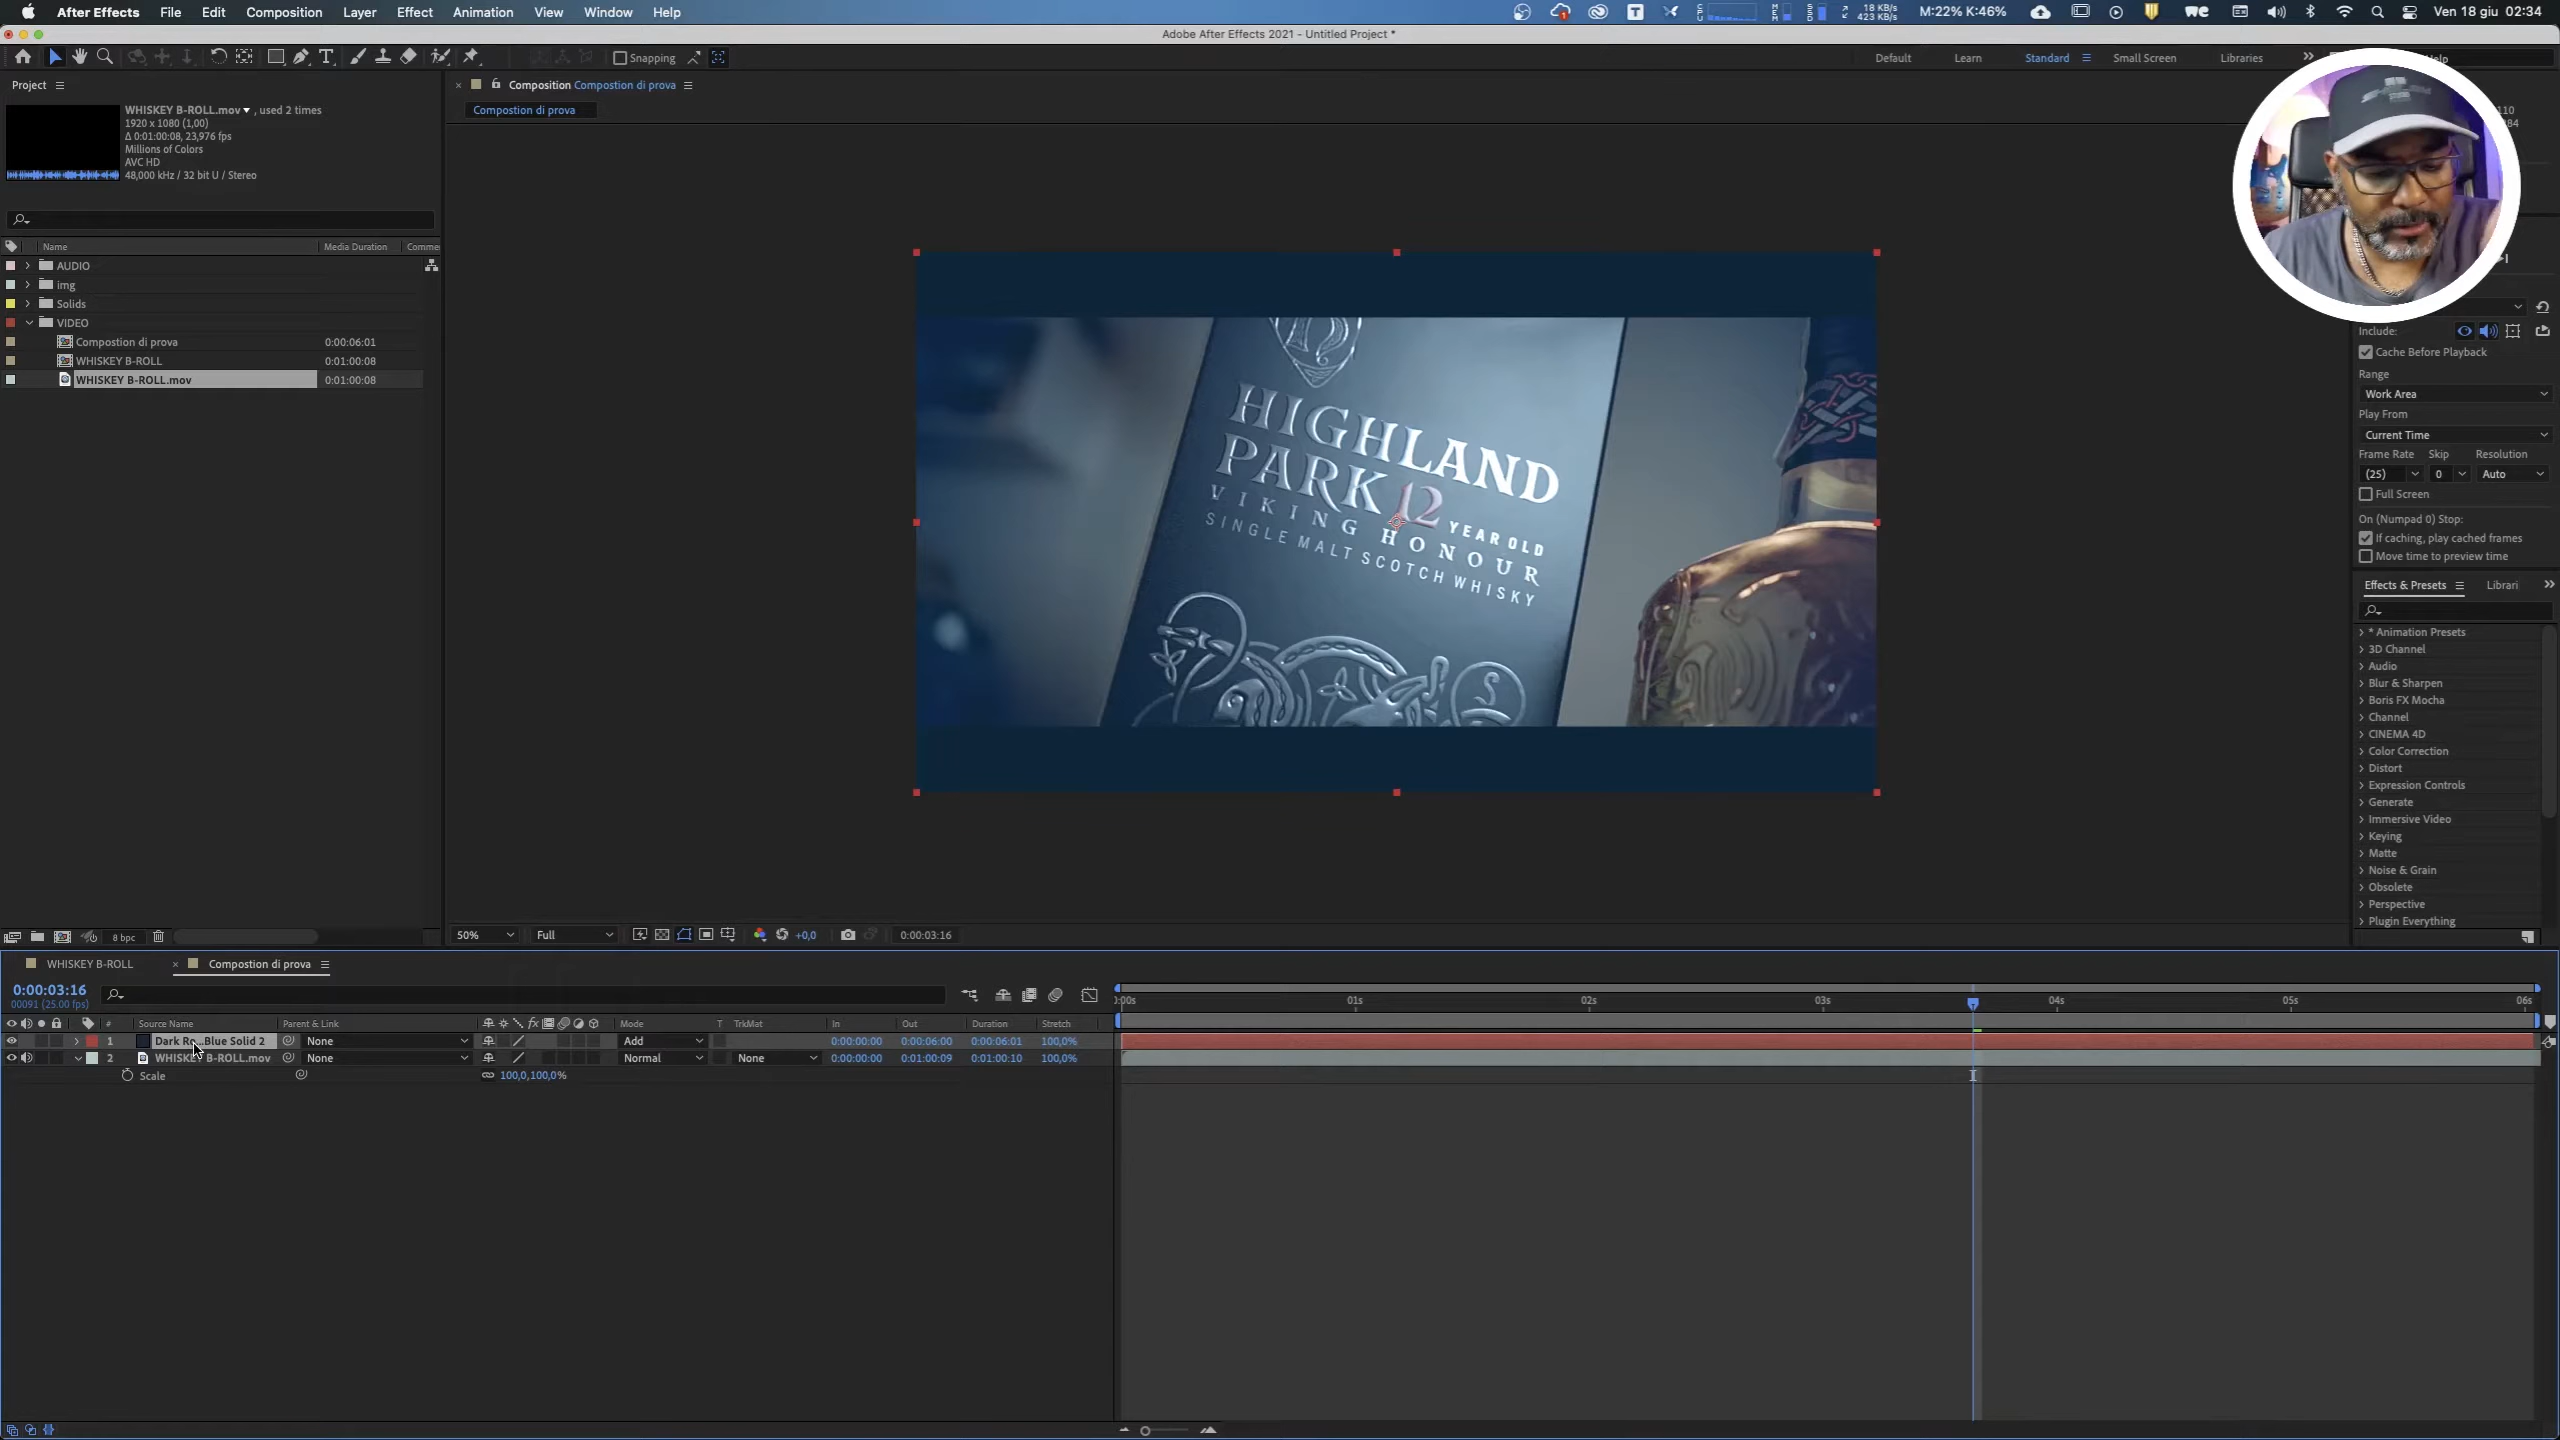 After Effects File Edit Composition Layer Effect Animation View Window Help
18 KB/s
423 KB/s
M:22% K:46%
Ven 18 giu 02:34
Adobe After Effects 2021 - Untitled Project *
Snapping
Default Learn Standard Small Screen Libraries
Project
Composition Compostion di prova
Compostion di prova
WHISKEY B-ROLL.mov , used 2 times
1920 x 1080 (1,00)
Δ 0:01:00:08, 23,976 fps
Millions of Colors
AVC HD
48,000 kHz / 32 bit U / Stereo
Name Media Duration Comme
AUDIO
img
Solids
VIDEO
Compostion di prova 0:00:06:01
WHISKEY B-ROLL 0:01:00:08
WHISKEY B-ROLL.mov 0:01:00:08
8 bpc
HIGHLAND
PARK 12
YEAR OLD
VIKING HONOUR
SINGLE MALT SCOTCH WHISKY
50% Full +0,0 0:00:03:16
Include:
Cache Before Playback
Range
Work Area
Play From
Current Time
Frame Rate Skip Resolution
(25) 0 Auto
Full Screen
On (Numpad 0) Stop:
If caching, play cached frames
Move time to preview time
Effects & Presets Librari
* Animation Presets
3D Channel
Audio
Blur & Sharpen
Boris FX Mocha
Channel
CINEMA 4D
Color Correction
Distort
Expression Controls
Generate
Immersive Video
Keying
Matte
Noise & Grain
Obsolete
Perspective
Plugin Everything
WHISKEY B-ROLL Compostion di prova
0:00:03:16
00091 (25.00 fps)
:00s 01s 02s 03s 04s 05s 06s
# Source Name Parent & Link fx Mode T TrkMat In Out Duration Stretch
1 Dark Ro...Blue Solid 2 None Add 0:00:00:00 0:00:06:00 0:00:06:01 100,0%
2 WHISKEY B-ROLL.mov None Normal None 0:00:00:00 0:01:00:09 0:01:00:10 100,0%
Scale 100,0,100,0%